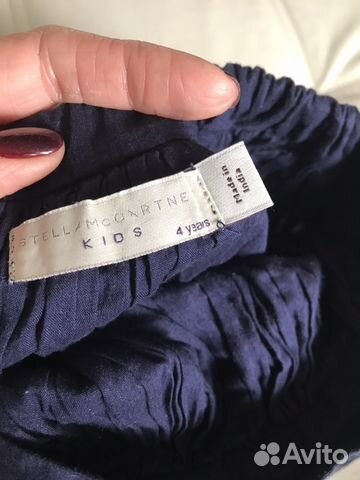 STELLA McCARTNE
KIDS 4 years
Made in
India
Avito